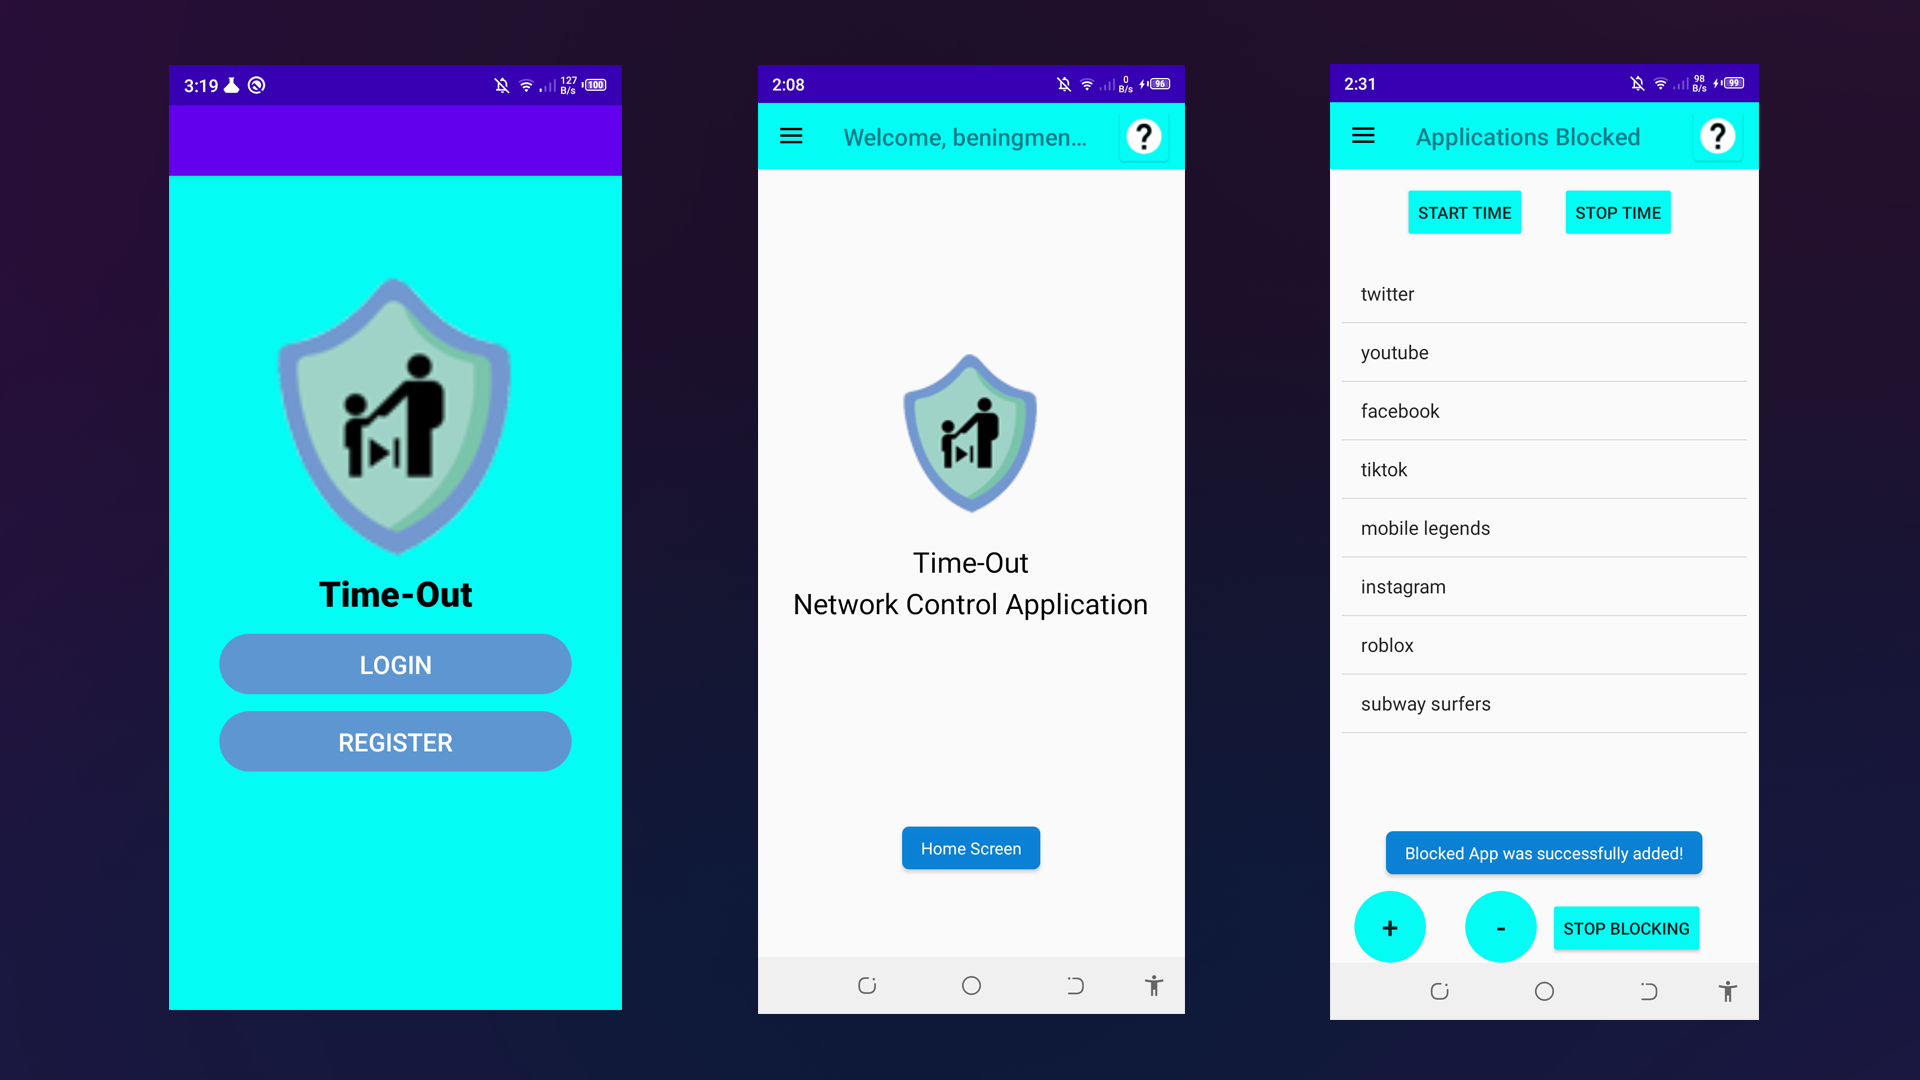 3:19
127
B/s
100
Time-Out
LOGIN
REGISTER
2:08
0
B/s
96
Welcome, beningmen...
?
Time-Out
Network Control Application
Home Screen
2:31
98
B/s
99
Applications Blocked
?
START TIME
STOP TIME
twitter
youtube
facebook
tiktok
mobile legends
instagram
roblox
subway surfers
Blocked App was successfully added!
+
-
STOP BLOCKING